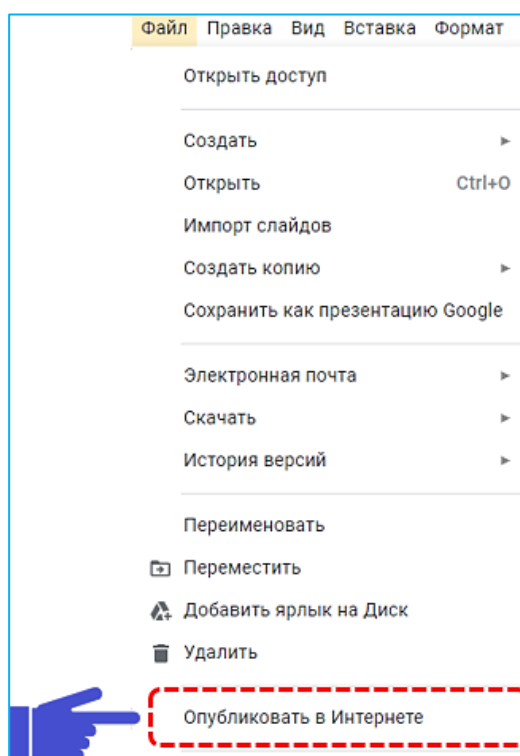 Файл Правка Вид Вставка Формат
Открыть доступ
Создать
Открыть Ctrl+O
Импорт слайдов
Создать копию
Сохранить как презентацию Google
Электронная почта
Скачать
История версий
Переименовать
Переместить
Добавить ярлык на Диск
Удалить
Опубликовать в Интернете